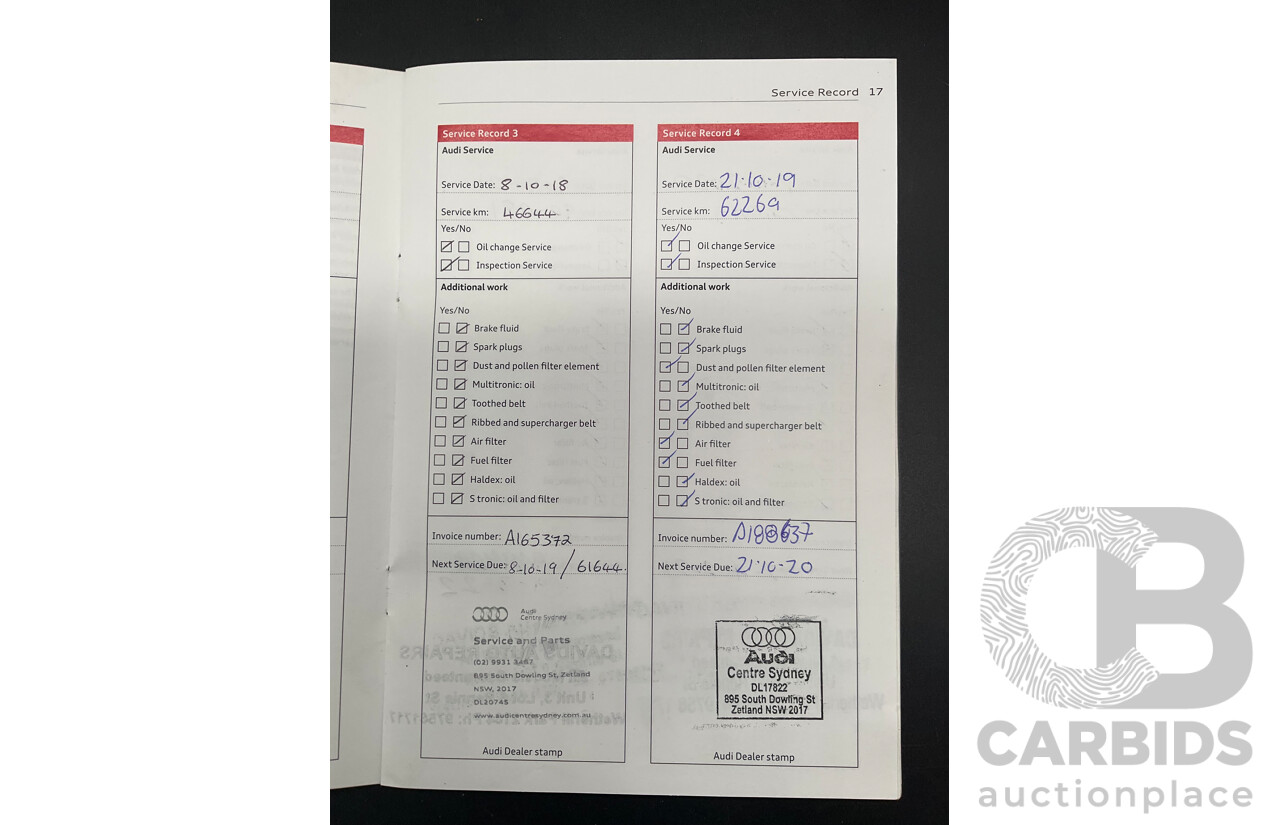 Service Record 17
Service Record 3
Audi Service
Service Date: 8-10-18
Service km: 46644
Yes/No
Oil change Service
Inspection Service
Additional work
Yes/No
Brake fluid
Spark plugs
Dust and pollen filter element
Multitronic: oil
Toothed belt
Ribbed and supercharger belt
Air filter
Fuel filter
Haldex: oil
S tronic: oil and filter
Invoice number: A165372
Next Service Due: 8-10-19/61644.
Audi
Centre Sydney
Service and Parts
(02) 9931 3487
895 South Dowling St, Zetland
NSW, 2017
DL20745
www.audicentresydney.com.au
Audi Dealer stamp
Service Record 4
Audi Service
Service Date: 21.10.19
Service km: 62269
Yes/No
Oil change Service
Inspection Service
Additional work
Yes/No
Brake fluid
Spark plugs
Dust and pollen filter element
Multitronic: oil
Toothed belt
Ribbed and supercharger belt
Air filter
Fuel filter
Haldex: oil
S tronic: oil and filter
Invoice number:
Next Service Due: 21.10-20
Audi
Centre Sydney
DL17822
895 South Dowling St
Zetland NSW 2017
Audi Dealer stamp
CARBIDS
auctionplace